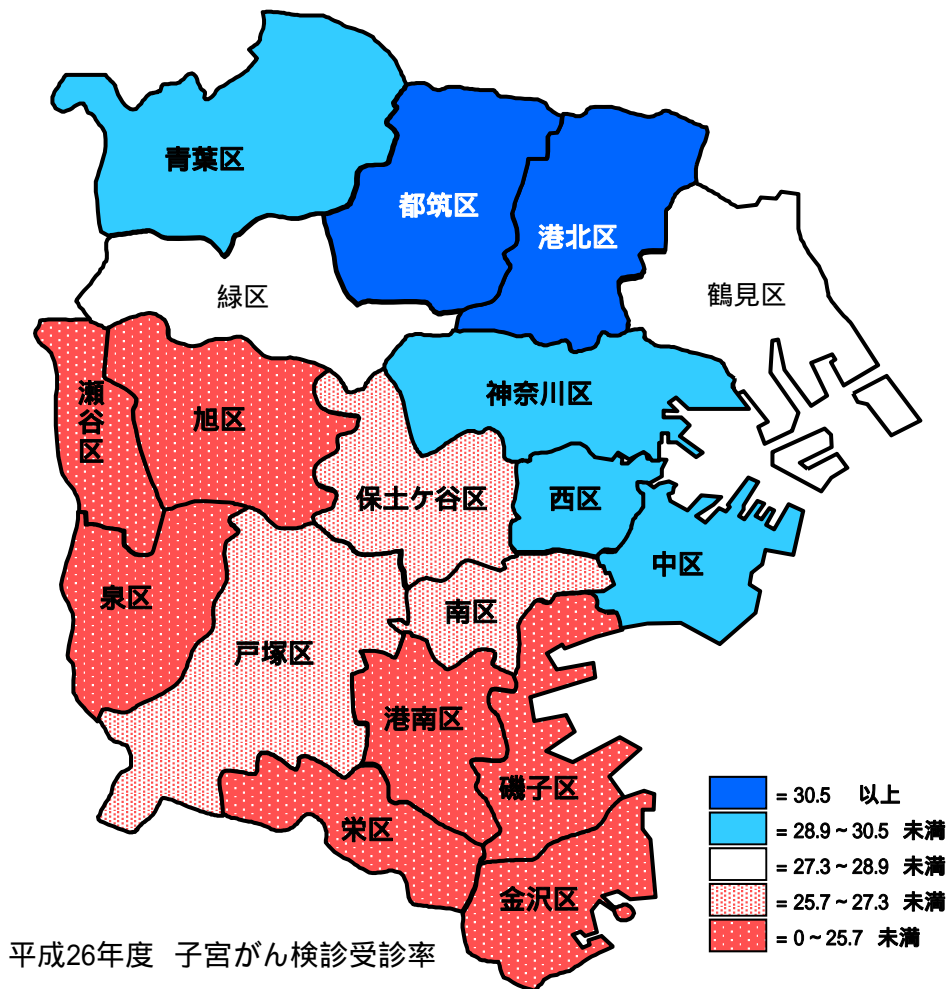 青葉区
都筑区
港北区
緑区
鶴見区
瀬谷区
旭区
神奈川区
保土ケ谷区
西区
中区
泉区
南区
戸塚区
港南区
磯子区
栄区
金沢区
= 30.5 以上
= 28.9 ~ 30.5 未満
= 27.3 ~ 28.9 未満
= 25.7 ~ 27.3 未満
= 0 ~ 25.7 未満
平成26年度 子宮がん検診受診率